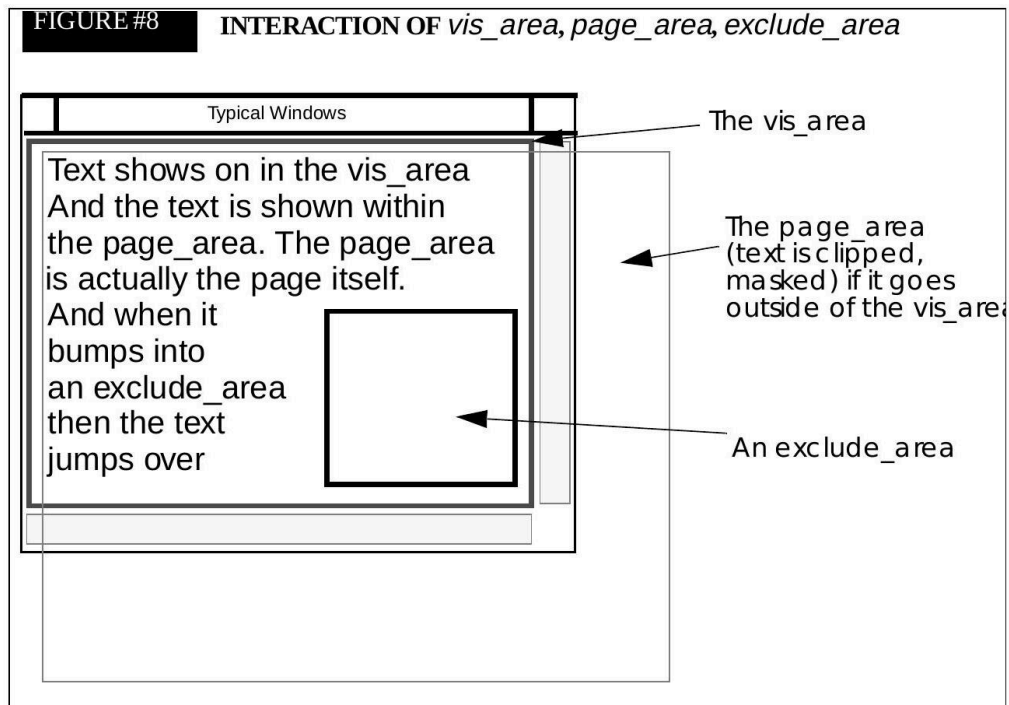 FIGURE #8 INTERACTION OF vis_area, page_area, exclude_area
Typical Windows
The vis_area
Text shows on in the vis_area
And the text is shown within
the page_area. The page_area
is actually the page itself.
And when it
bumps into
an exclude_area
then the text
jumps over
The page_area
(text is clipped,
masked) if it goes
outside of the vis_area
An exclude_area